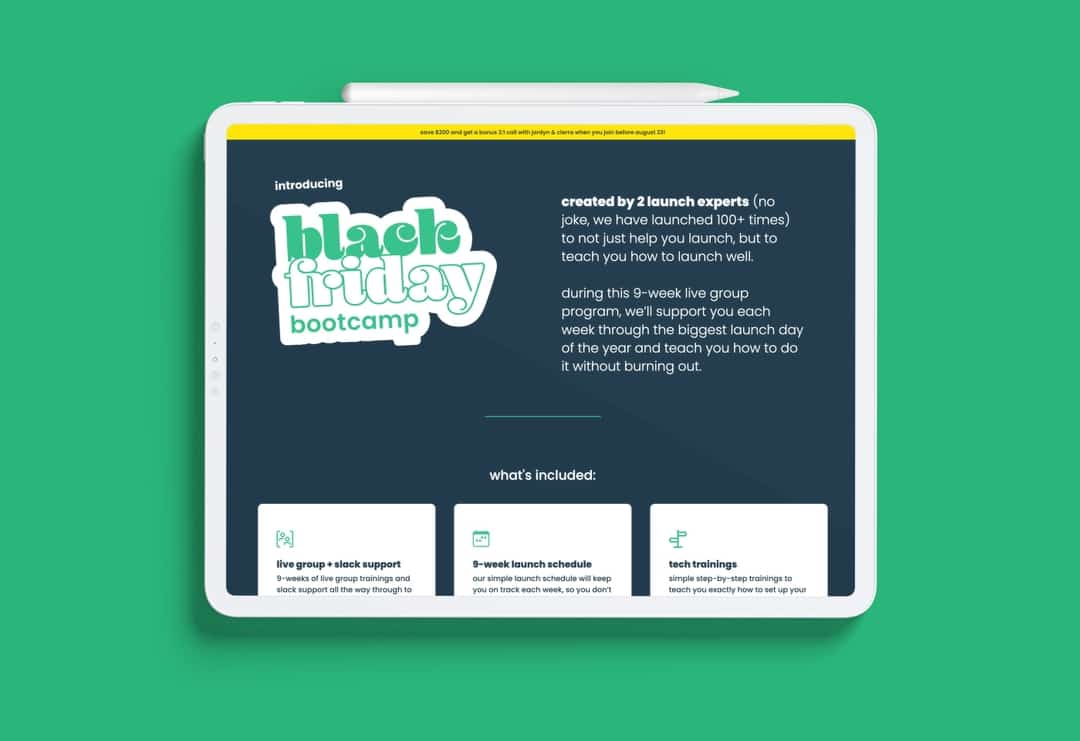 save $200 and get a bonus 2:1 call with jordyn & cierra when you join before august 23!
introducing
black
friday
bootcamp
created by 2 launch experts (no
joke, we have launched 100+ times)
to not just help you launch, but to
teach you how to launch well.
during this 9-week live group
program, we'll support you each
week through the biggest launch day
of the year and teach you how to do
it without burning out.
what's included:
live group + slack support
9-weeks of live group trainings and
slack support all the way through to
9-week launch schedule
our simple launch schedule will keep
you on track each week, so you don't
tech trainings
simple step-by-step trainings to
teach you exactly how to set up your